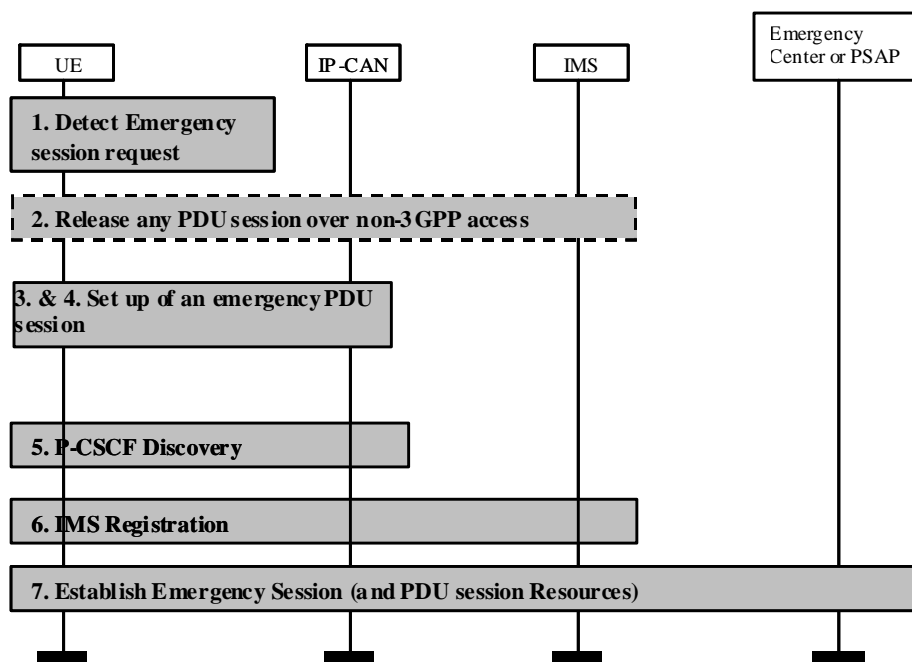 UE
IP-CAN
IMS
Emergency
Center or PSAP
1. Detect Emergency
session request
2. Release any PDU session over non-3GPP access
3. & 4. Set up of an emergency PDU
session
5. P-CSCF Discovery
6. IMS Registration
7. Establish Emergency Session (and PDU session Resources)